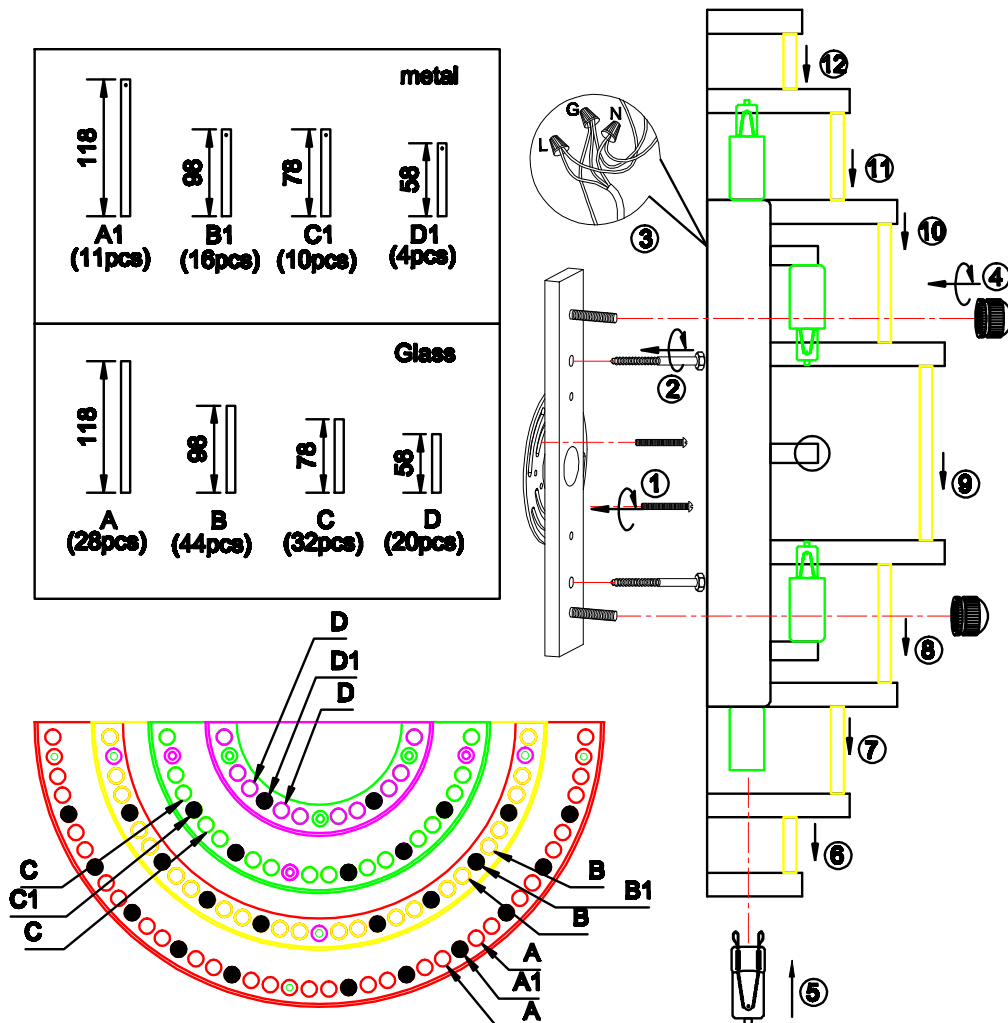 metal
118
98
78
58
A1
(11pcs)
B1
(16pcs)
C1
(10pcs)
D1
(4pcs)
Glass
118
98
78
58
A
(28pcs)
B
(44pcs)
C
(32pcs)
D
(20pcs)
L
G
N
③
②
①
⑫
⑪
⑩
④
⑨
⑧
⑦
⑥
⑤
D
D1
D
C
C1
C
B
B1
B
A
A1
A